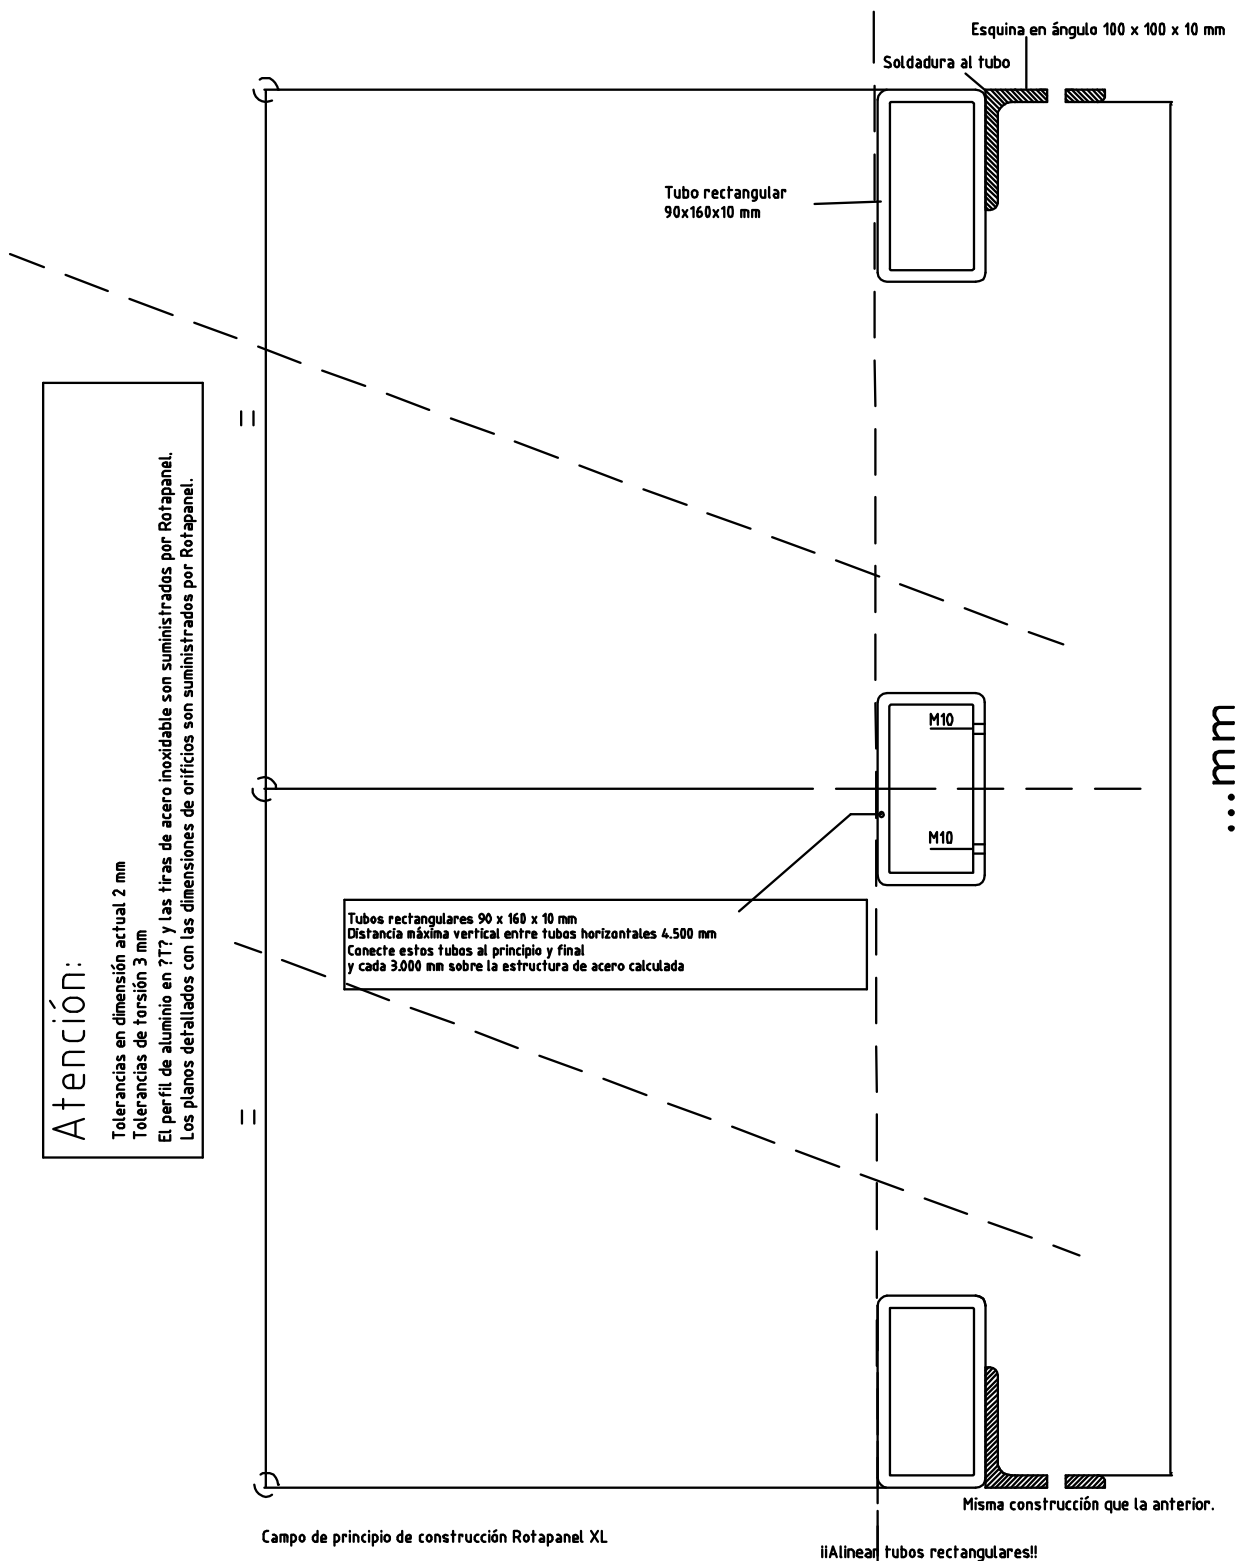 Esquina en ángulo 100 x 100 x 10 mm
Soldadura al tubo
Tubo rectangular
90x160x10 mm
Atención:
Tolerancias en dimensión actual 2 mm
Tolerancias de torsión 3 mm
El perfil de aluminio en ?T? y las tiras de acero inoxidable son suministrados por Rotapanel.
Los planos detallados con las dimensiones de orificios son suministrados por Rotapanel.
M10
...mm
M10
Tubos rectangulares 90 x 160 x 10 mm
Distancia máxima vertical entre tubos horizontales 4.500 mm
Conecte estos tubos al principio y final
y cada 3.000 mm sobre la estructura de acero calculada
Misma construcción que la anterior.
Campo de principio de construcción Rotapanel XL
¡¡Alinear tubos rectangulares!!